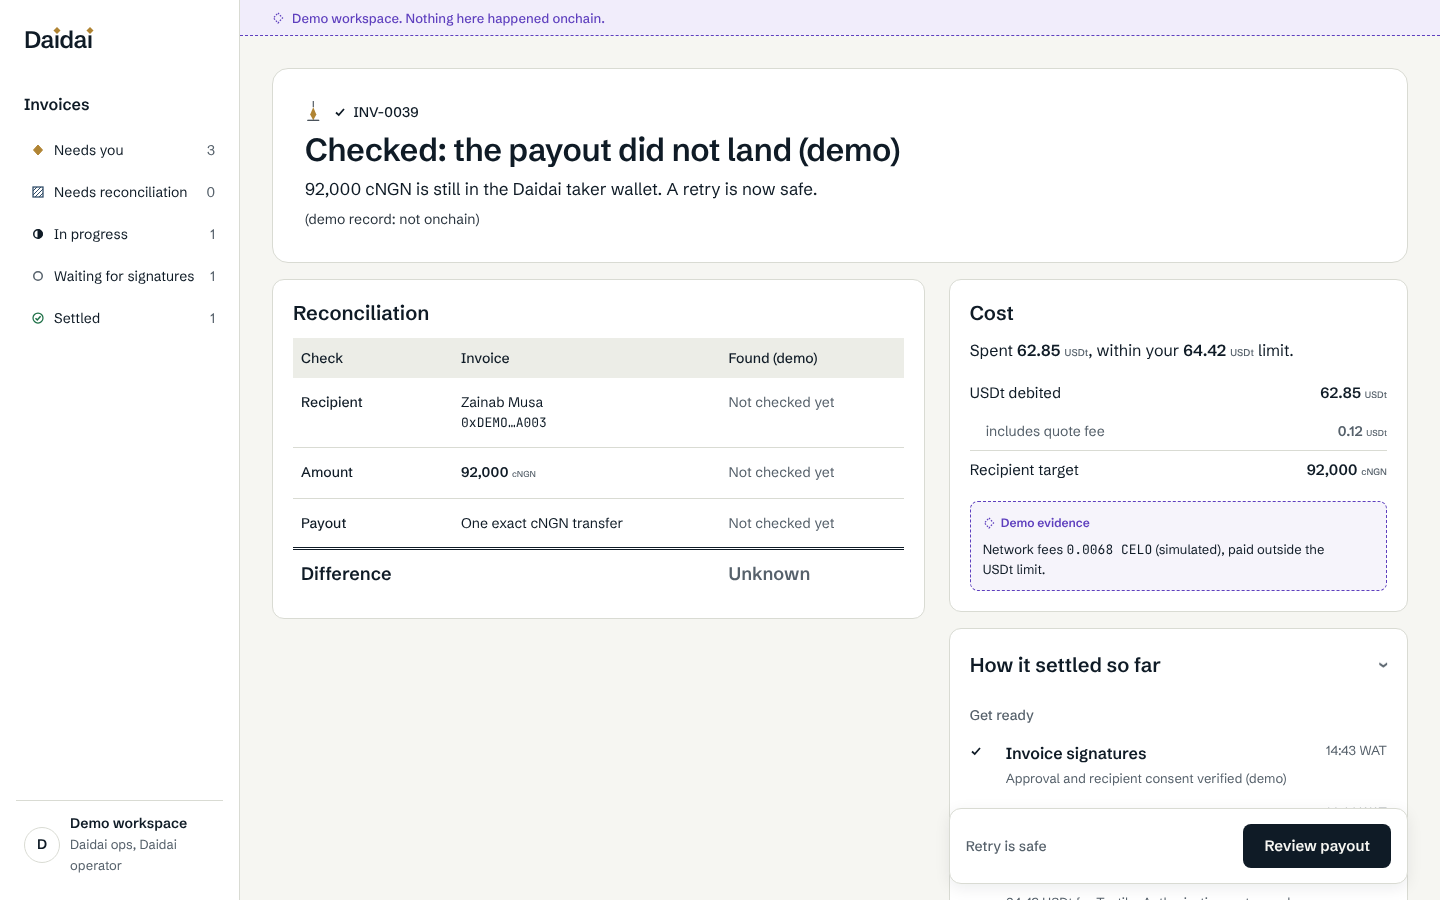 Daidai
Invoices
Needs you 3
Needs reconciliation 0
In progress 1
Waiting for signatures 1
Settled 1
D
Demo workspace
Daidai ops, Daidai
operator
Demo workspace. Nothing here happened onchain.
INV-0039
Checked: the payout did not land (demo)
92,000 cNGN is still in the Daidai taker wallet. A retry is now safe.
(demo record: not onchain)
Reconciliation
Check Invoice Found (demo)
Recipient Zainab Musa Not checked yet
0xDEMO…A003
Amount 92,000 cNGN Not checked yet
Payout One exact cNGN transfer Not checked yet
Difference Unknown
Cost
Spent 62.85 USDt, within your 64.42 USDt limit.
USDt debited 62.85 USDt
includes quote fee 0.12 USDt
Recipient target 92,000 cNGN
Demo evidence
Network fees 0.0068 CELO (simulated), paid outside the
USDt limit.
How it settled so far
Get ready
Invoice signatures 14:43 WAT
Approval and recipient consent verified (demo)
Retry is safe
Review payout